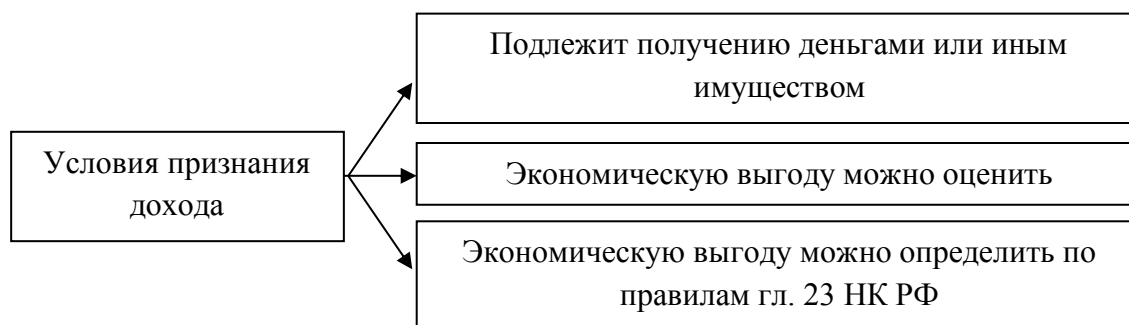 Подлежит получению деньгами или иным
имуществом
Условия признания
дохода
Экономическую выгоду можно оценить
Экономическую выгоду можно определить по
правилам гл. 23 НК РФ